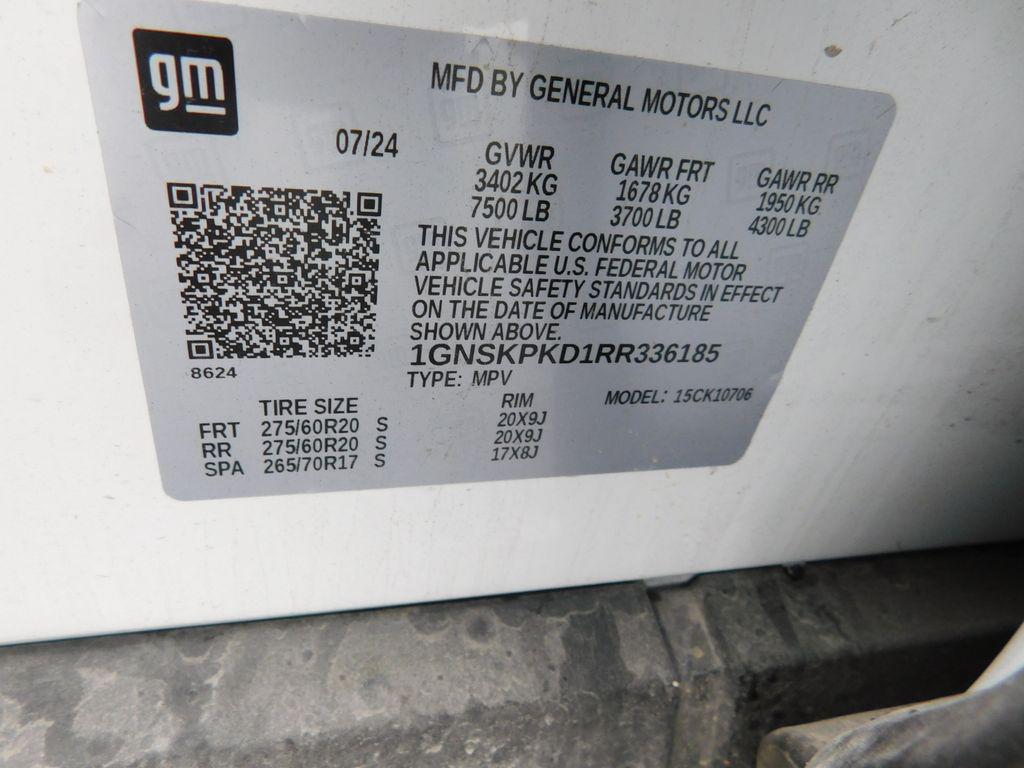 gm
MFD BY GENERAL MOTORS LLC
07/24
GVWR GAWR FRT GAWR RR
3402 KG 1678 KG 1950 KG
7500 LB 3700 LB 4300 LB
THIS VEHICLE CONFORMS TO ALL
APPLICABLE U.S. FEDERAL MOTOR
VEHICLE SAFETY STANDARDS IN EFFECT
ON THE DATE OF MANUFACTURE
SHOWN ABOVE.
1GNSKPKD1RR336185
8624
TYPE: MPV
MODEL: 15CK10706
TIRE SIZE RIM
FRT 275/60R20 S 20X9J
RR 275/60R20 S 20X9J
SPA 265/70R17 S 17X8J